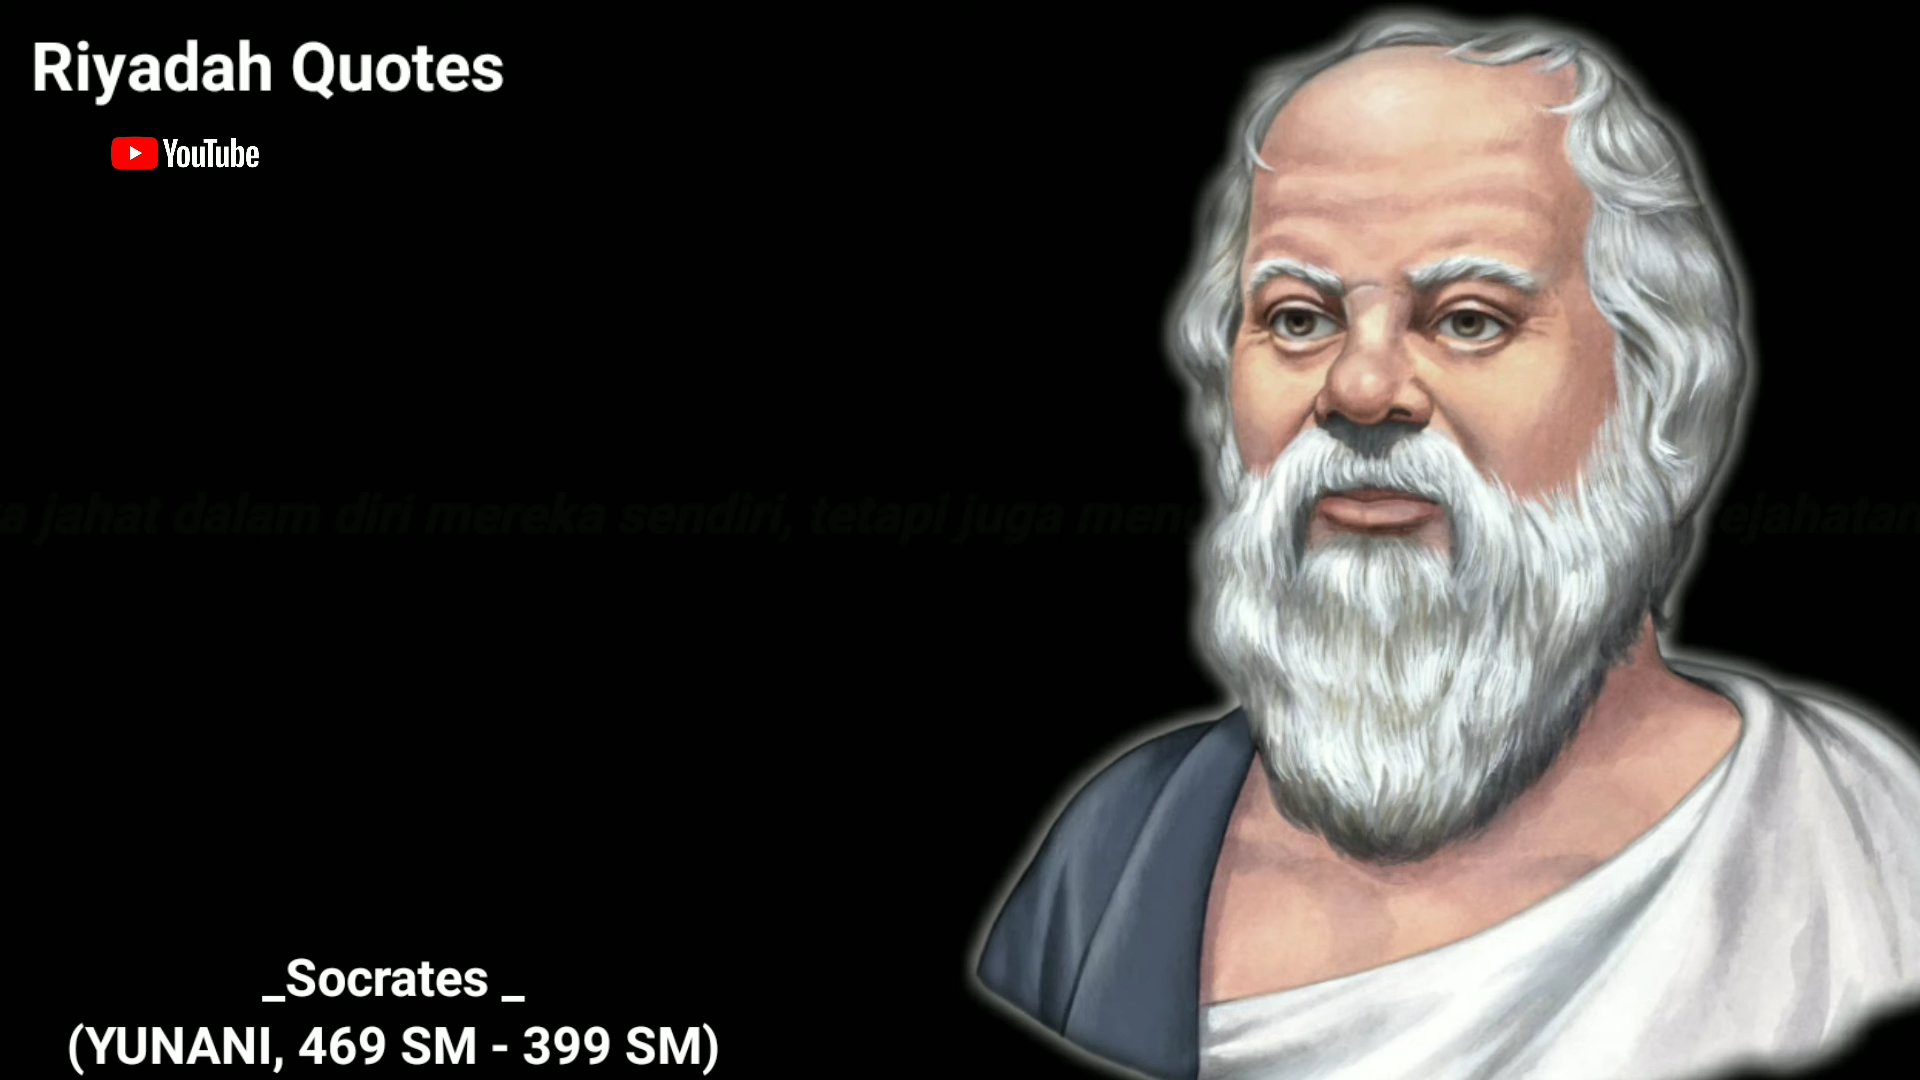 Riyadah Quotes
YouTube
jahat dalam diri mereka sendiri, tetapi juga
_Socrates _
(YUNANI, 469 SM - 399 SM)